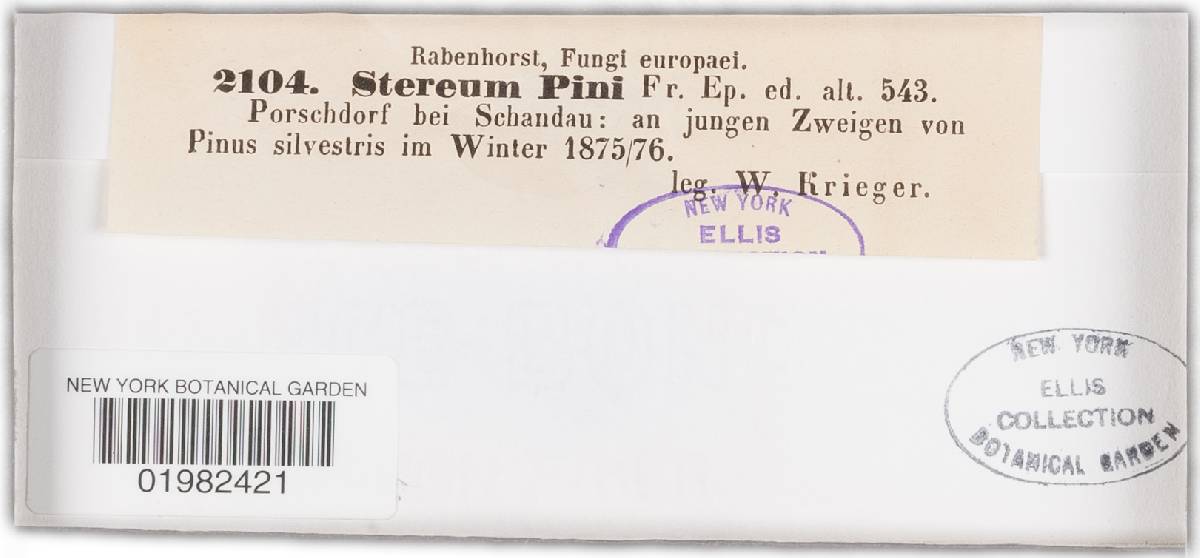 Rabenhorst, Fungi europaei.
2104. Stereum Pini Fr. Ep. ed. alt. 543.
Porschdorf bei Schandau: an jungen Zweigen von
Pinus silvestris im Winter 1875/76.
leg. W. Krieger.
NEW YORK
ELLIS
NEW YORK
ELLIS
COLLECTION
BOTANICAL GARDEN
NEW YORK BOTANICAL GARDEN
01982421